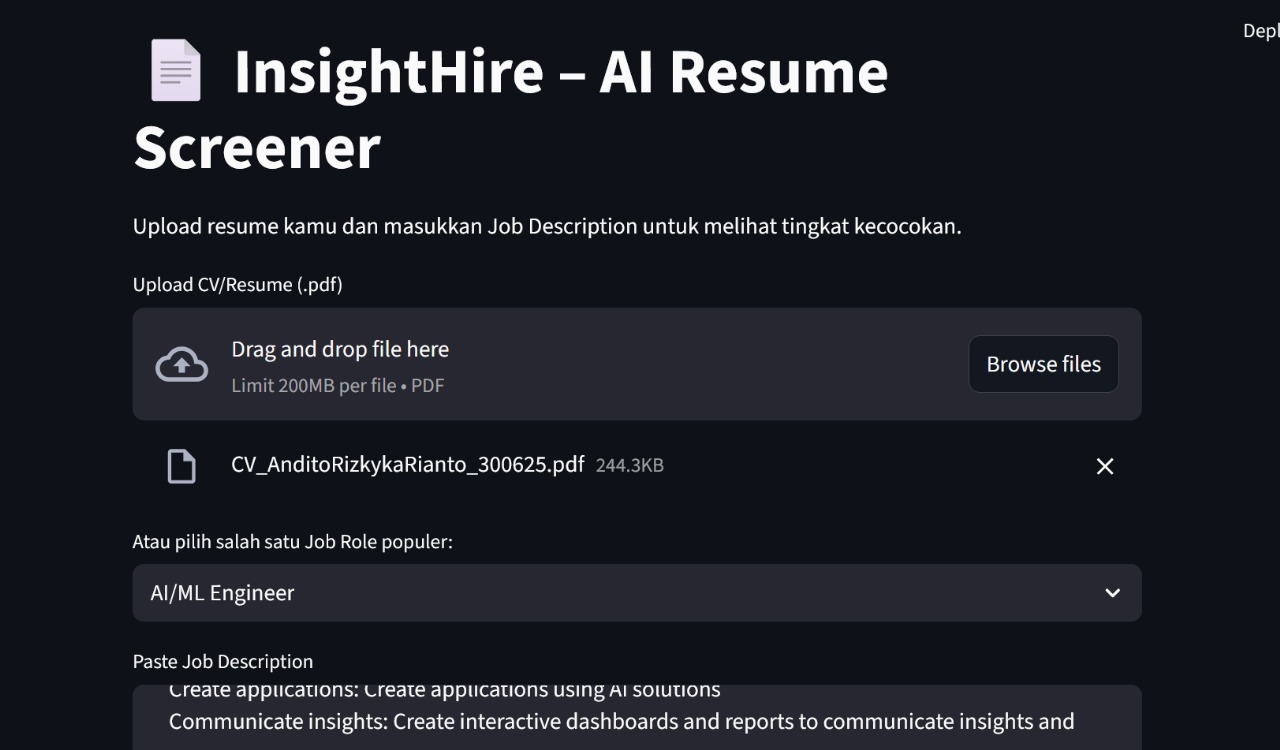 Depl
InsightHire – AI Resume
Screener
Upload resume kamu dan masukkan Job Description untuk melihat tingkat kecocokan.
Upload CV/Resume (.pdf)
Drag and drop file here
Limit 200MB per file • PDF
Browse files
CV_AnditoRizkykaRianto_300625.pdf 244.3KB
Atau pilih salah satu Job Role populer:
AI/ML Engineer
Paste Job Description
Create applications: Create applications using AI solutions
Communicate insights: Create interactive dashboards and reports to communicate insights and